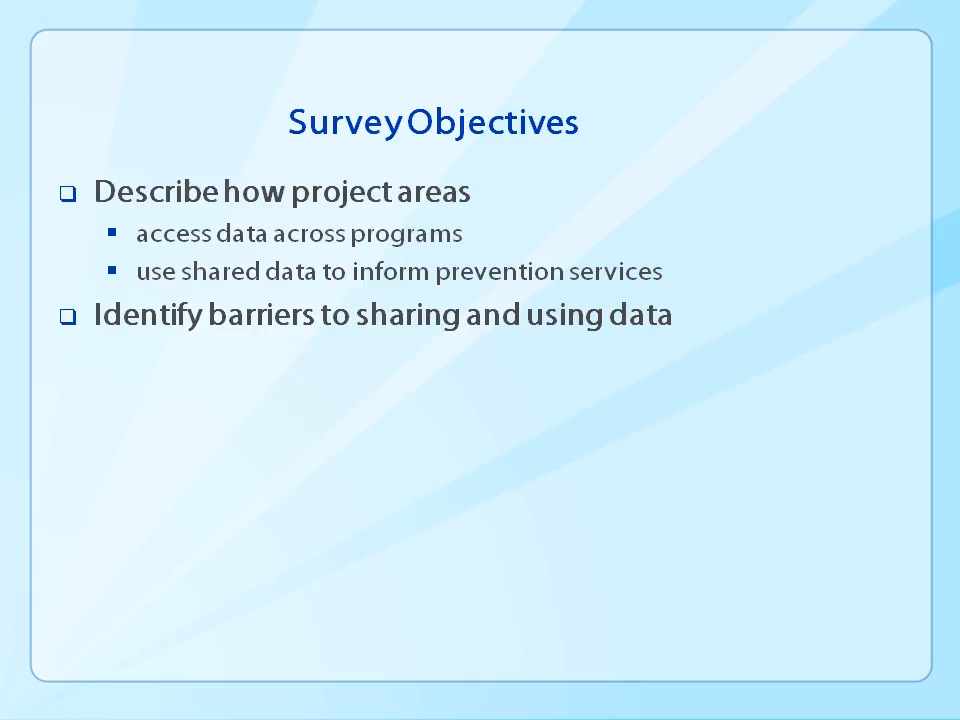 Survey Objectives
Describe how project areas
access data across programs
use shared data to inform prevention services
Identify barriers to sharing and using data